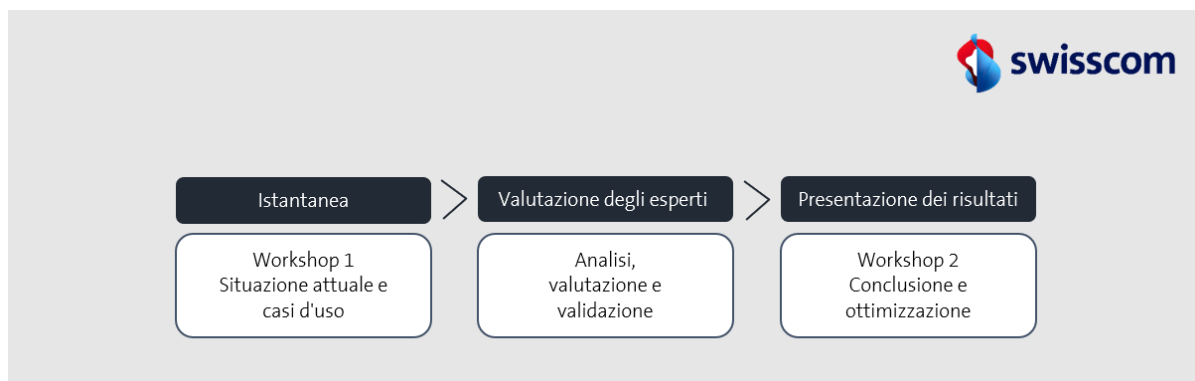 swisscom
Istantanea
Valutazione degli esperti
Presentazione dei risultati
Workshop 1
Situazione attuale e
casi d'uso
Analisi,
valutazione e
validazione
Workshop 2
Conclusione e
ottimizzazione